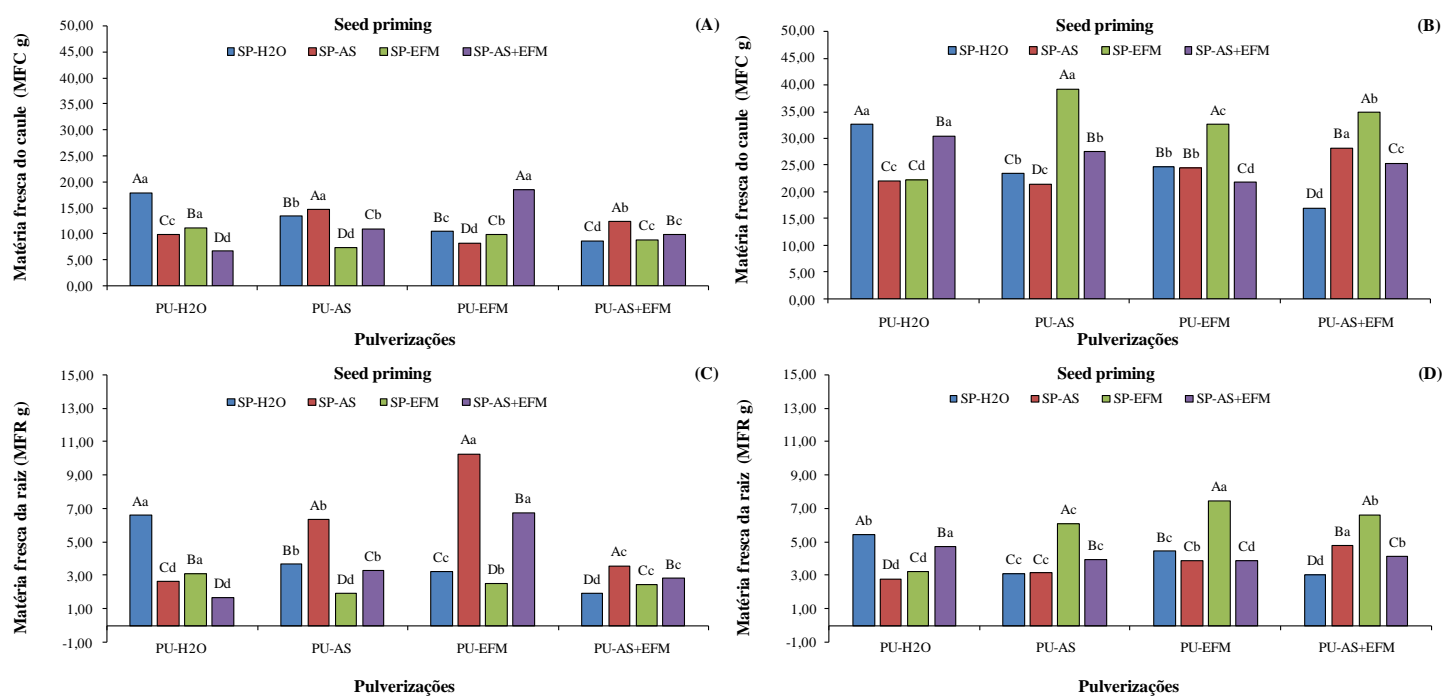 Seed priming
(A)
SP-H2O SP-AS SP-EFM SP-AS+EFM
Matéria fresca do caule (MFC g)
50,00
45,00
40,00
35,00
30,00
25,00
20,00
15,00
10,00
5,00
0,00
Aa Cc Ba Dd
Bb Aa Dd Cb
Bc Dd Cb Aa
Cd Ab Cc Bc
PU-H2O PU-AS PU-EFM PU-AS+EFM
Pulverizações
Seed priming
(B)
SP-H2O SP-AS SP-EFM SP-AS+EFM
Matéria fresca do caule (MFC g)
50,00
45,00
40,00
35,00
30,00
25,00
20,00
15,00
10,00
5,00
0,00
Aa Cc Cd Ba
Cb Dc Aa Bb
Bb Bb Ac Cd
Dd Ba Ab Cc
PU-H2O PU-AS PU-EFM PU-AS+EFM
Pulverizações
Seed priming
(C)
SP-H2O SP-AS SP-EFM SP-AS+EFM
Matéria fresca da raiz (MFR g)
15,00
13,00
11,00
9,00
7,00
5,00
3,00
1,00
-1,00
Aa Cd Ba Dd
Bb Ab Dd Cb
Cc Aa Db Ba
Dd Ac Cc Bc
PU-H2O PU-AS PU-EFM PU-AS+EFM
Pulverizações
Seed priming
(D)
SP-H2O SP-AS SP-EFM SP-AS+EFM
Matéria fresca da raiz (MFR g)
15,00
13,00
11,00
9,00
7,00
5,00
3,00
1,00
-1,00
Ab Dd Cd Ba
Cc Cc Ac Bc
Bc Cb Aa Cd
Dd Ba Ab Cb
PU-H2O PU-AS PU-EFM PU-AS+EFM
Pulverizações